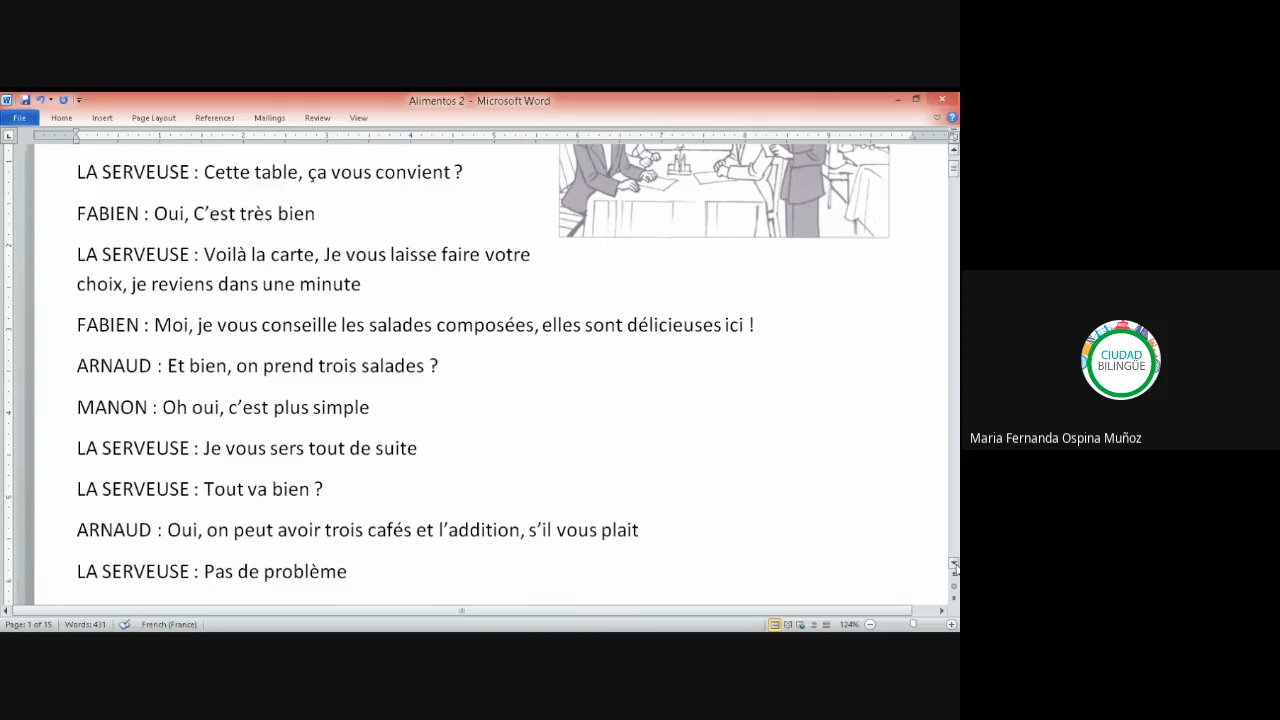 Alimentos 2 - Microsoft Word
File Home Insert Page Layout References Mailings Review View
LA SERVEUSE : Cette table, ça vous convient ?
FABIEN : Oui, C’est très bien
LA SERVEUSE : Voilà la carte, Je vous laisse faire votre
choix, je reviens dans une minute
FABIEN : Moi, je vous conseille les salades composées, elles sont délicieuses ici !
ARNAUD : Et bien, on prend trois salades ?
MANON : Oh oui, c’est plus simple
LA SERVEUSE : Je vous sers tout de suite
LA SERVEUSE : Tout va bien ?
ARNAUD : Oui, on peut avoir trois cafés et l’addition, s’il vous plait
LA SERVEUSE : Pas de problème
Page: 1 of 15 Words: 431 French (France) 124%
CIUDAD
BILINGÜE
Maria Fernanda Ospina Muñoz